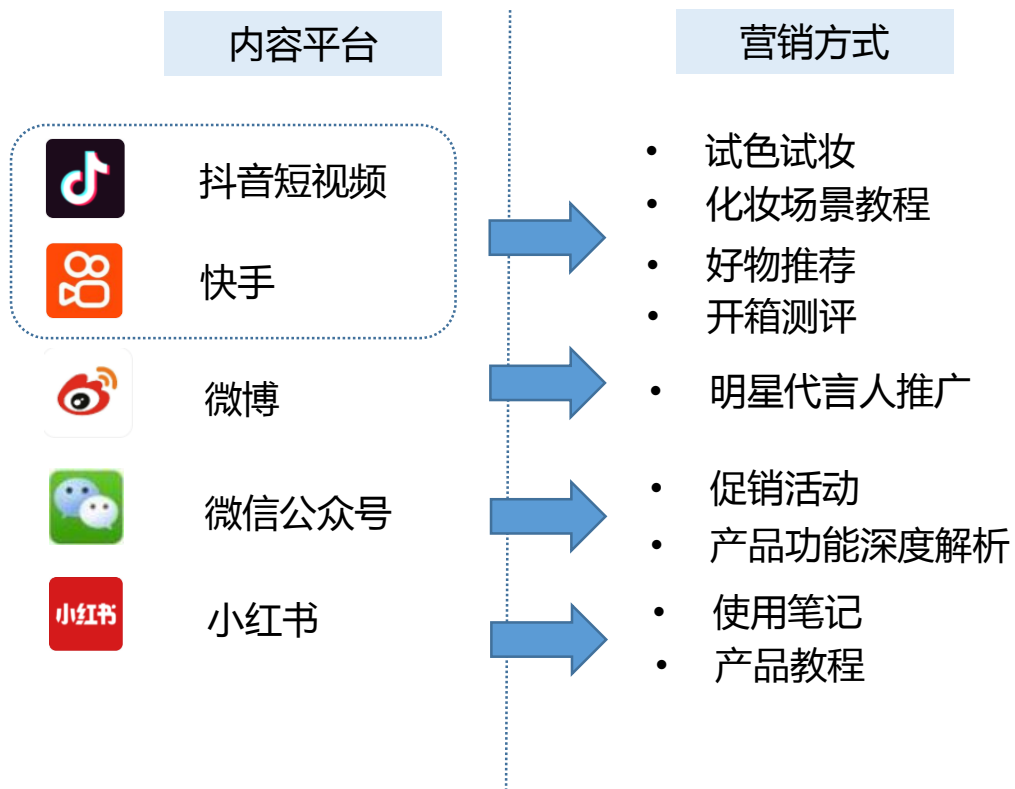 内容平台
营销方式
抖音短视频
快手
• 试色试妆
• 化妆场景教程
• 好物推荐
• 开箱测评
微博
• 明星代言人推广
微信公众号
• 促销活动
• 产品功能深度解析
小红书
小红书
• 使用笔记
• 产品教程